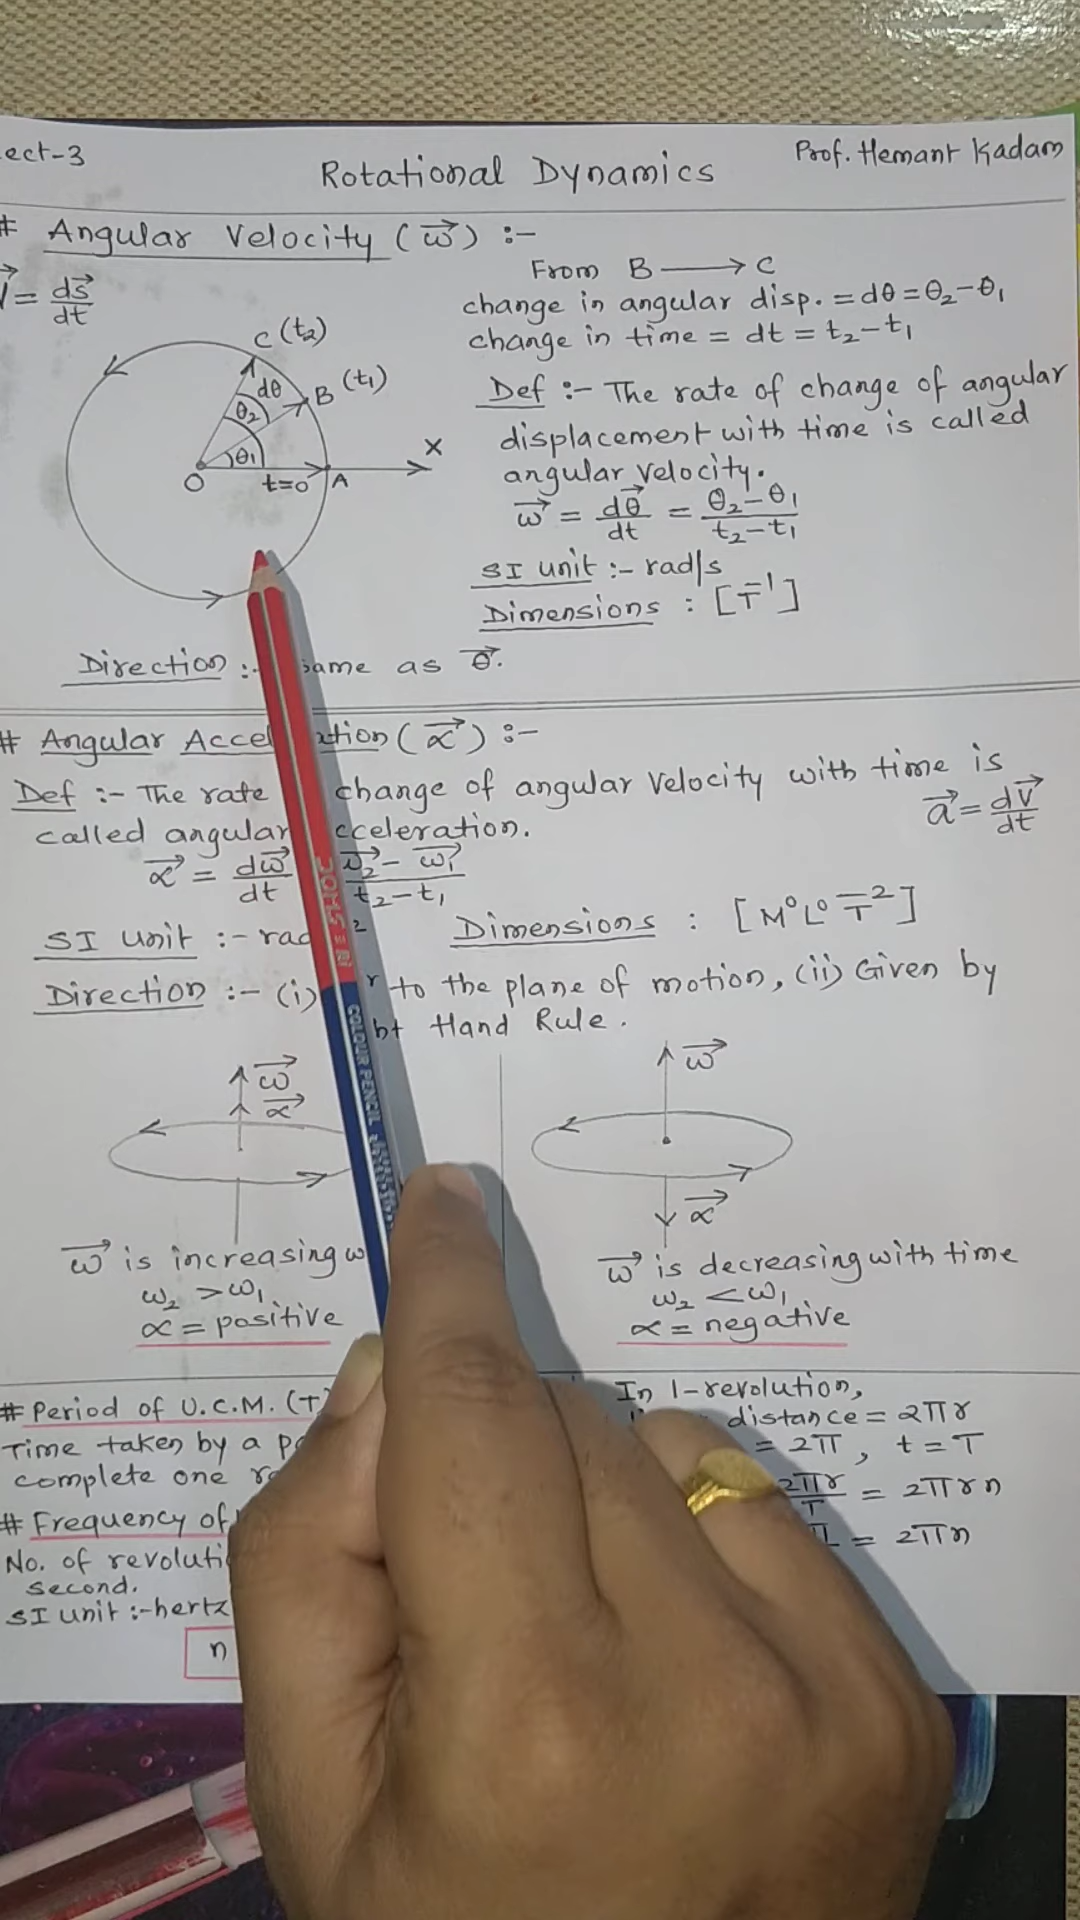 ect-3
Rotational Dynamics
Prof. Hemant Kadam
# Angular Velocity (ω⃗) :-
V⃗ = ds⃗/dt
From B ⟶ C
change in angular disp. = dθ = θ₂-θ₁
change in time = dt = t₂-t₁
C (t₂)
B (t₁)
dθ
θ₂
θ₁
X
O
t=0
A
Def :- The rate of change of angular
displacement with time is called
angular velocity.
ω⃗ = dθ⃗/dt = θ₂-θ₁/t₂-t₁
SI unit :- rad/s
Dimensions : [T⁻¹]
Direction :- same as θ⃗.
# Angular Accel tion (α⃗) :-
Def :- The rate change of angular velocity with time is
called angular cceleration.
a⃗ = dV⃗/dt
α⃗ = dω⃗/dt ω⃗₂-ω⃗₁/t₂-t₁
SI unit :- rad 2
Dimensions : [M⁰L⁰T⁻²]
Direction :- (i) r to the plane of motion, (ii) Given by
ht Hand Rule.
ω⃗
α⃗
ω⃗
α⃗
ω⃗ is increasing w
ω₂ > ω₁
α = positive
ω⃗ is decreasing with time
ω₂ < ω₁
α = negative
# Period of U.C.M. (T)
Time taken by a p
complete one re
# Frequency of
No. of revoluti
second.
SI unit :- hertz
n
In 1-revolution,
distance = 2πr
= 2π, t = T
2πr/T = 2πrn
= 2πn
JUMBO
COLOUR PENCIL